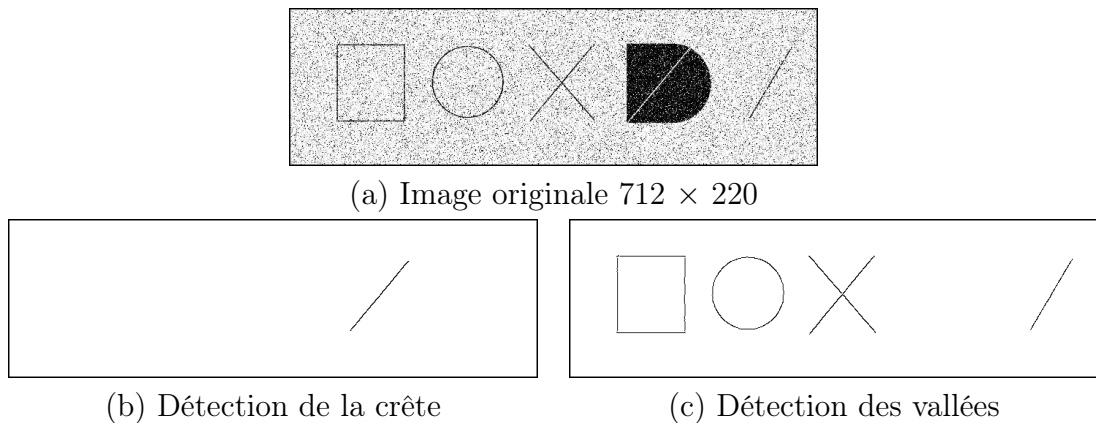 (a) Image originale 712 × 220
(b) Détection de la crête
(c) Détection des vallées